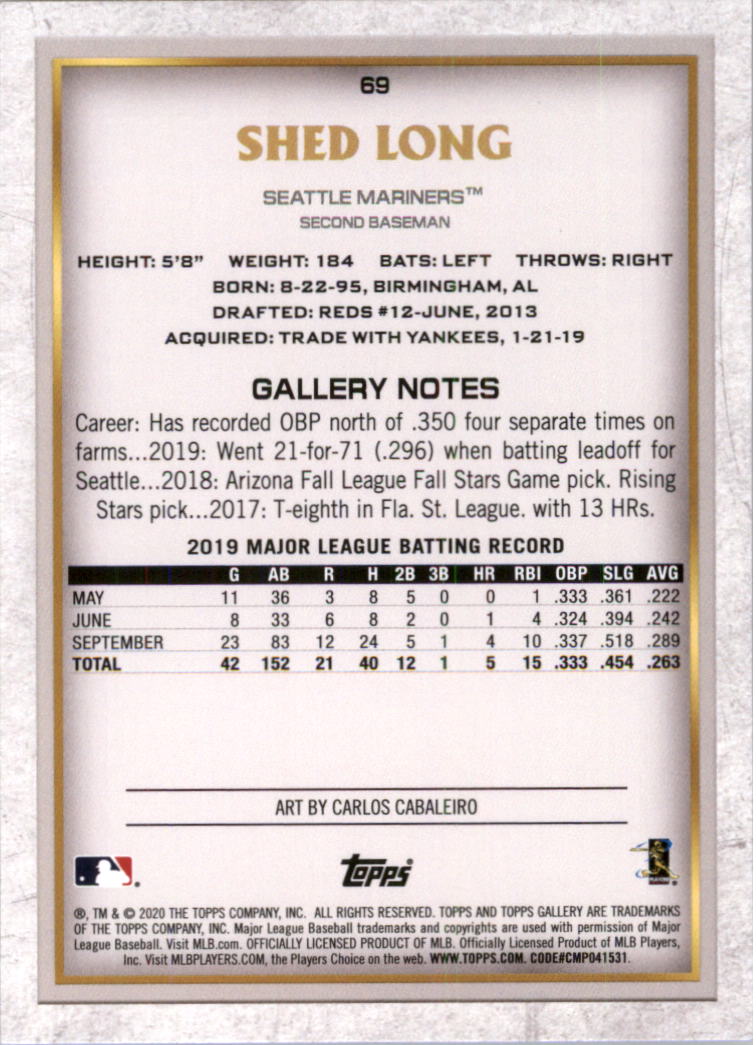 69
SHED LONG
SEATTLE MARINERS™
SECOND BASEMAN
HEIGHT: 5'8" WEIGHT: 184 BATS: LEFT THROWS: RIGHT
BORN: 8-22-95, BIRMINGHAM, AL
DRAFTED: REDS #12-JUNE, 2013
ACQUIRED: TRADE WITH YANKEES, 1-21-19
GALLERY NOTES
Career: Has recorded OBP north of .350 four separate times on
farms...2019: Went 21-for-71 (.296) when batting leadoff for
Seattle...2018: Arizona Fall League Fall Stars Game pick. Rising
Stars pick...2017: T-eighth in Fla. St. League. with 13 HRs.
2019 MAJOR LEAGUE BATTING RECORD
G AB R H 2B 3B HR RBI OBP SLG AVG
MAY 11 36 3 8 5 0 0 1 .333 .361 .222
JUNE 8 33 6 8 2 0 1 4 .324 .394 .242
SEPTEMBER 23 83 12 24 5 1 4 10 .337 .518 .289
TOTAL 42 152 21 40 12 1 5 15 .333 .454 .263
ART BY CARLOS CABALEIRO
topps
®, TM & © 2020 THE TOPPS COMPANY, INC. ALL RIGHTS RESERVED. TOPPS AND TOPPS GALLERY ARE TRADEMARKS
OF THE TOPPS COMPANY, INC. Major League Baseball trademarks and copyrights are used with permission of Major
League Baseball. Visit MLB.com. OFFICIALLY LICENSED PRODUCT OF MLB. Officially Licensed Product of MLB Players,
Inc. Visit MLBPLAYERS.COM, the Players Choice on the web. WWW.TOPPS.COM. CODE#CMP041531.